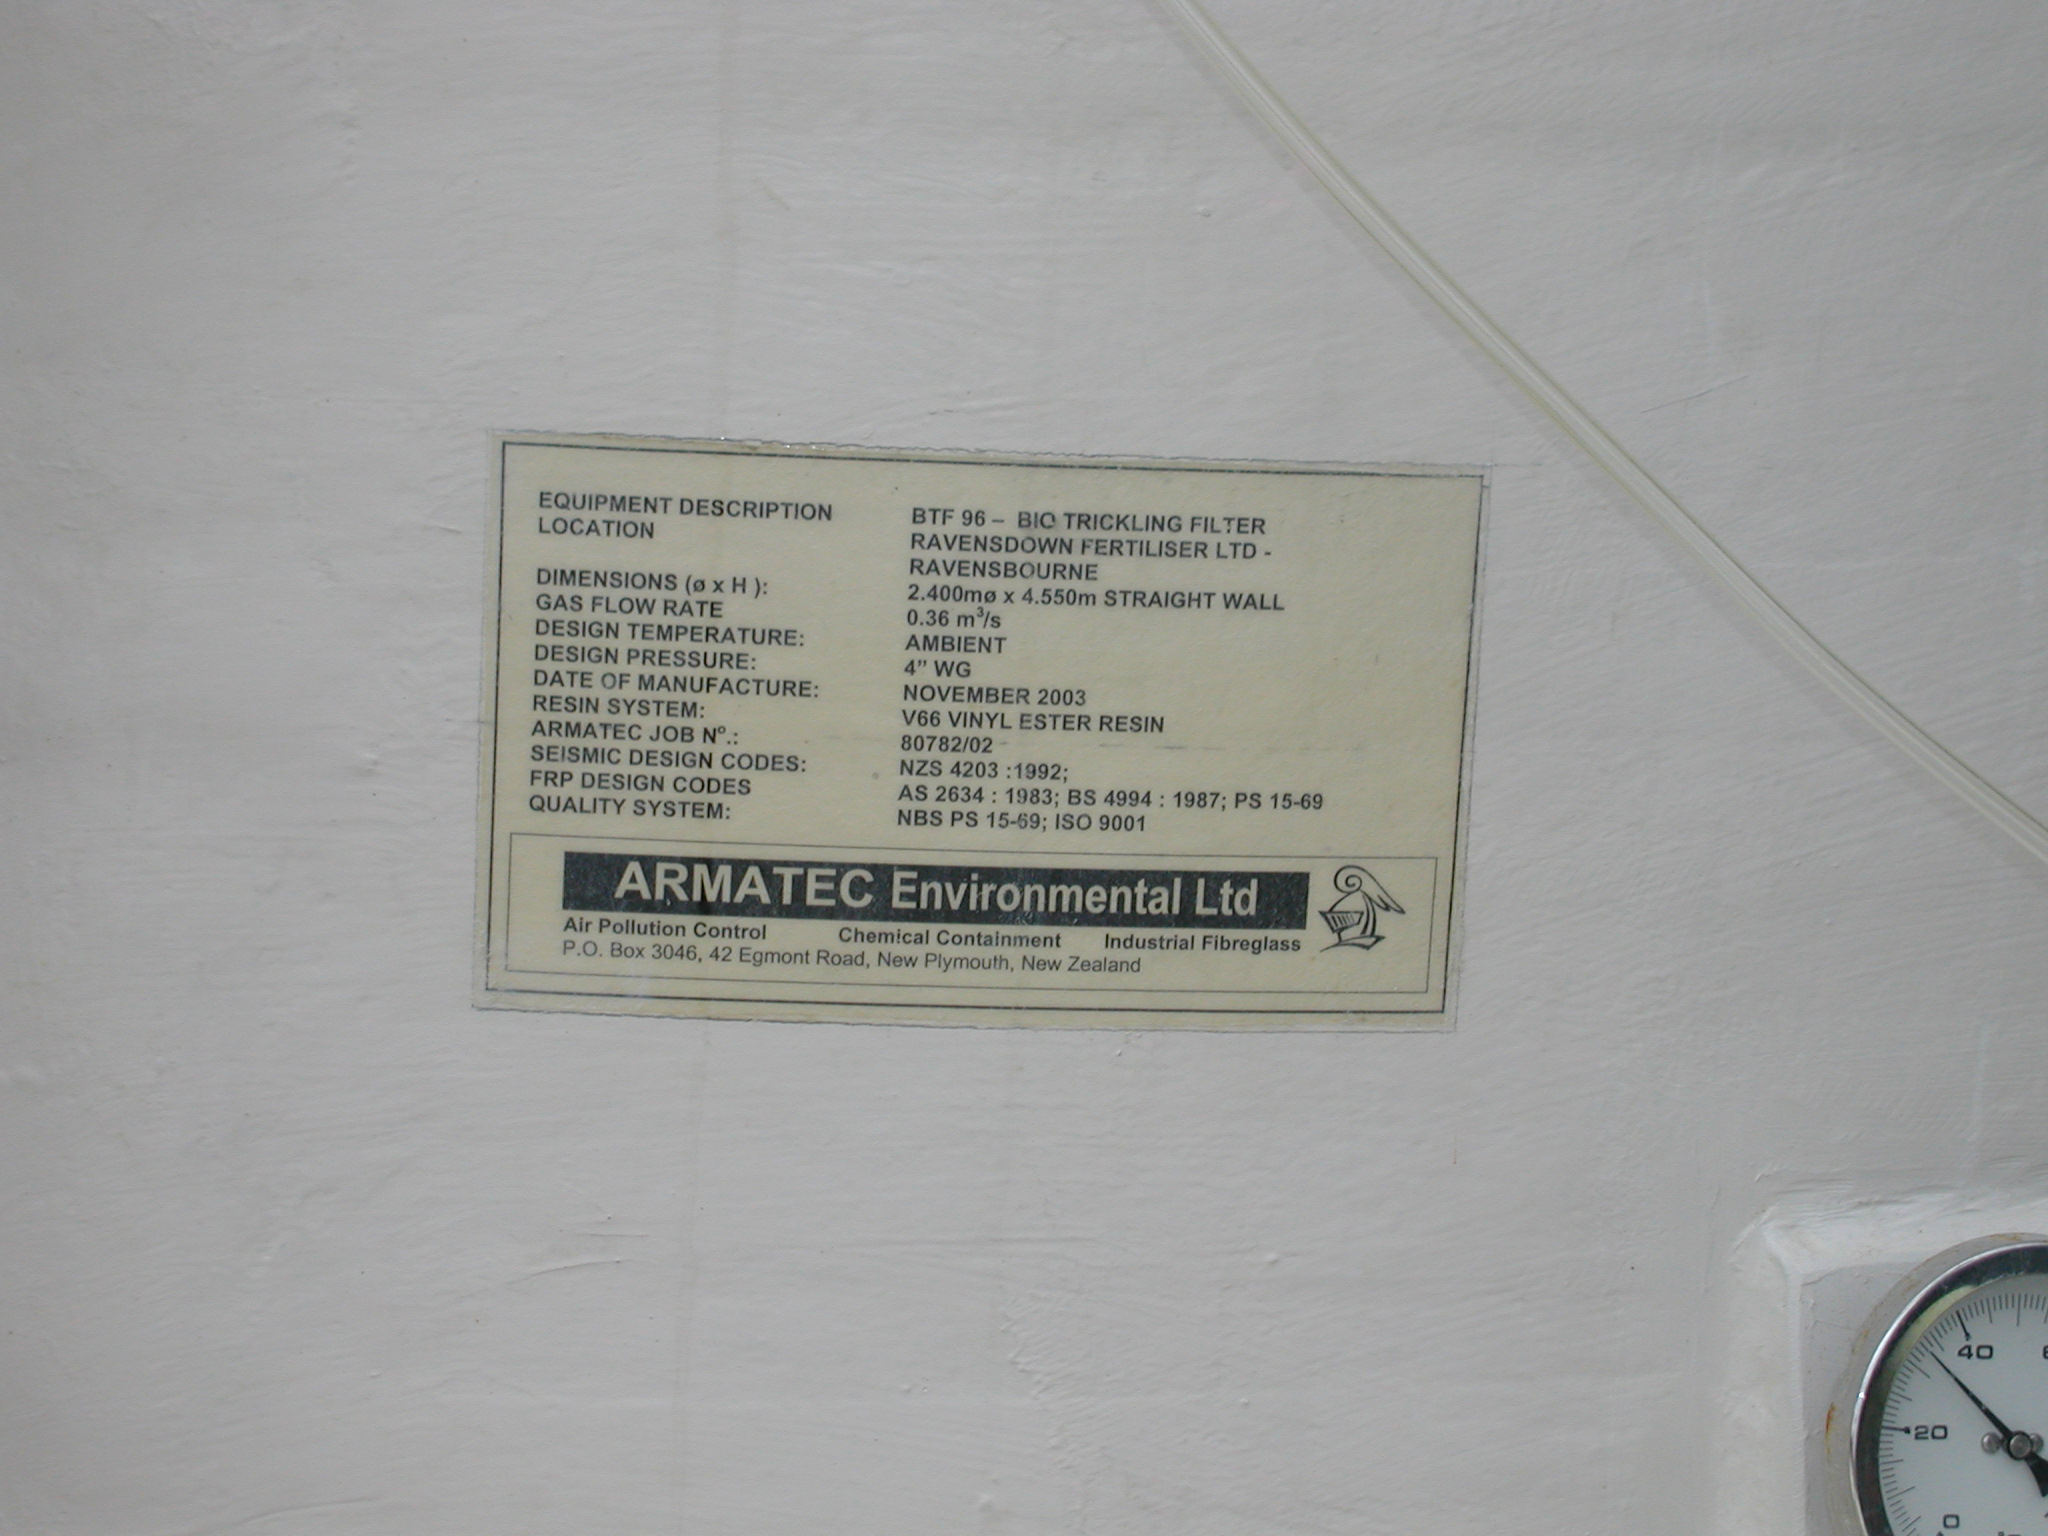 EQUIPMENT DESCRIPTION BTF 96 – BIO TRICKLING FILTER
LOCATION RAVENSDOWN FERTILISER LTD -
RAVENSBOURNE
DIMENSIONS (ø x H ): 2.400mø x 4.550m STRAIGHT WALL
GAS FLOW RATE 0.36 m³/s
DESIGN TEMPERATURE: AMBIENT
DESIGN PRESSURE: 4” WG
DATE OF MANUFACTURE: NOVEMBER 2003
RESIN SYSTEM: V66 VINYL ESTER RESIN
ARMATEC JOB Nº.: 80782/02
SEISMIC DESIGN CODES: NZS 4203 :1992;
FRP DESIGN CODES AS 2634 : 1983; BS 4994 : 1987; PS 15-69
QUALITY SYSTEM: NBS PS 15-69; ISO 9001
ARMATEC Environmental Ltd
Air Pollution Control Chemical Containment Industrial Fibreglass
P.O. Box 3046, 42 Egmont Road, New Plymouth, New Zealand
40
20
0